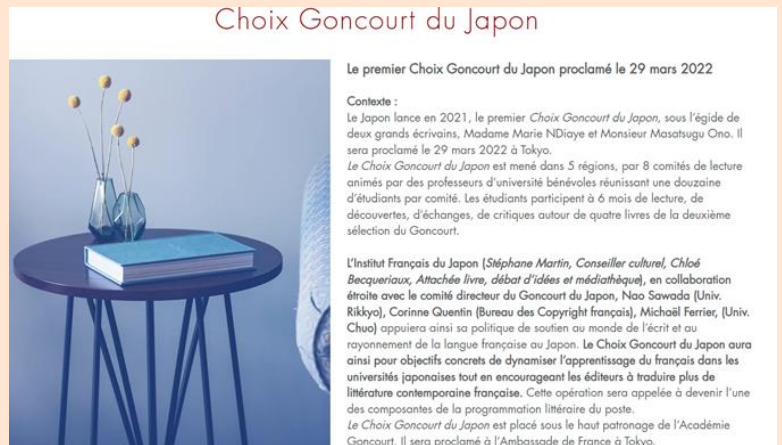 Choix Goncourt du Japon
Le premier Choix Goncourt du Japon proclamé le 29 mars 2022
Contexte :
Le Japon lance en 2021, le premier Choix Goncourt du Japon, sous l'égide de
deux grands écrivains, Madame Marie NDiaye et Monsieur Masatsugu Ono. Il
sera proclamé le 29 mars 2022 à Tokyo.
Le Choix Goncourt du Japon est mené dans 5 régions, par 8 comités de lecture
animés par des professeurs d'université bénévoles réunissant une douzaine
d'étudiants par comité. Les étudiants participent à 6 mois de lecture, de
découvertes, d'échanges, de critiques autour de quatre livres de la deuxième
sélection du Goncourt.
L'Institut Français du Japon (Stéphane Martin, Conseiller culturel, Chloé
Becqueriaux, Attachée livre, débat d'idées et médiathèque), en collaboration
étroite avec le comité directeur du Goncourt du Japon, Nao Sawada (Univ.
Rikkyo), Corinne Quentin (Bureau des Copyright français), Michaël Ferrier, (Univ.
Chuo) appuiera ainsi sa politique de soutien au monde de l'écrit et au
rayonnement de la langue française au Japon. Le Choix Goncourt du Japon aura
ainsi pour objectifs concrets de dynamiser l'apprentissage du français dans les
universités japonaises tout en encourageant les éditeurs à traduire plus de
littérature contemporaine française. Cette opération sera appelée à devenir l'une
des composantes de la programmation littéraire du poste.
Le Choix Goncourt du Japon est placé sous le haut patronage de l'Académie
Goncourt. Il sera proclamé à l'Ambassade de France à Tokyo.